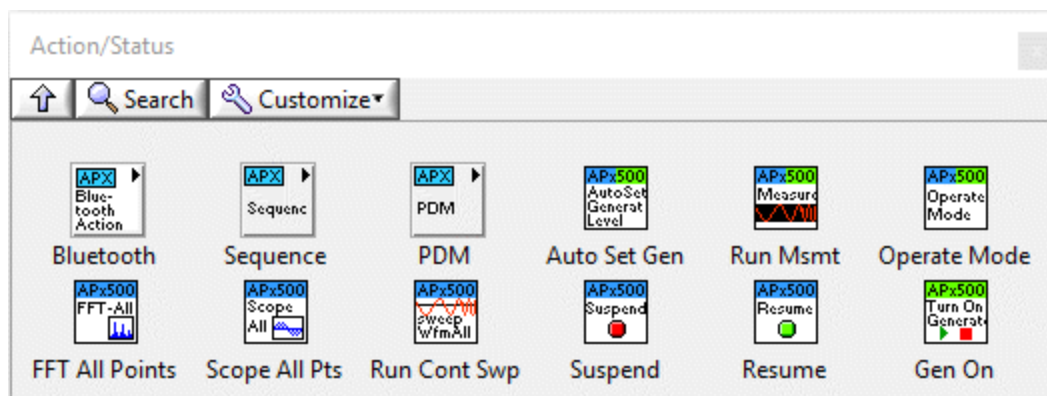 Action/Status
x
Search Customize
APX APX APX APx500 APx500 APx500
Blue-
tooth
Action
Sequenc
PDM
AutoSet
Generat
Level
Measure
Operate
Mode
Bluetooth Sequence PDM Auto Set Gen Run Msmt Operate Mode
APx500 APx500 APx500 APx500 APx500 APx500
FFT-All
Scope
All
sweep
WfmAll
Suspend
Resume
Turn On
Generat
FFT All Points Scope All Pts Run Cont Swp Suspend Resume Gen On